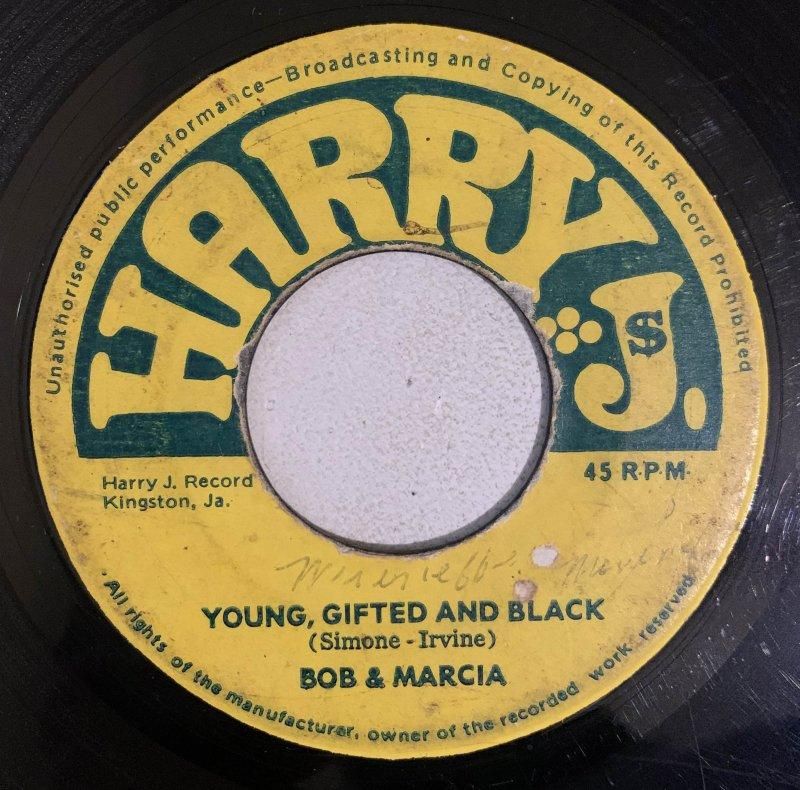 Unauthorised public performance—Broadcasting and Copying of this Record Prohibited
HARRY J.
$
Harry J. Record
Kingston, Ja.
45 R.P.M.
YOUNG, GIFTED AND BLACK
(Simone - Irvine)
BOB & MARCIA
All rights of the manufacturer, owner of the recorded work reserved